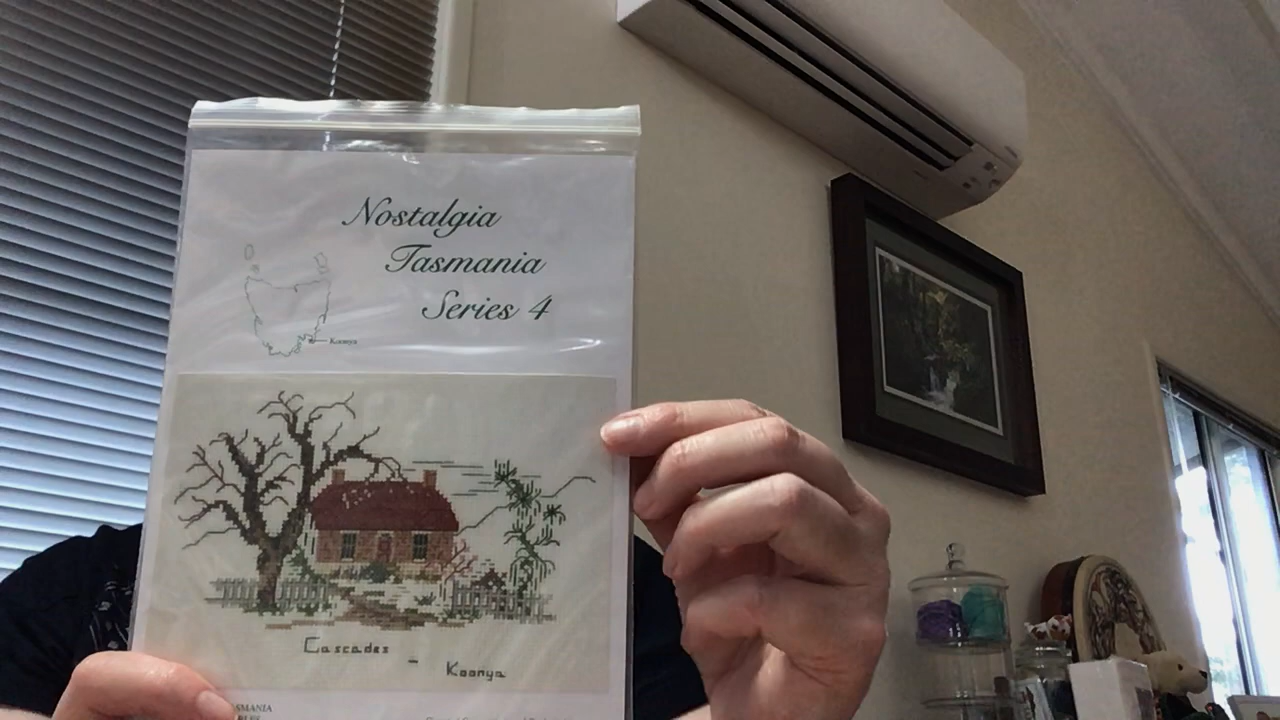 Nostalgia
Tasmania
Series 4
Koonya
Cascades
- Koonya